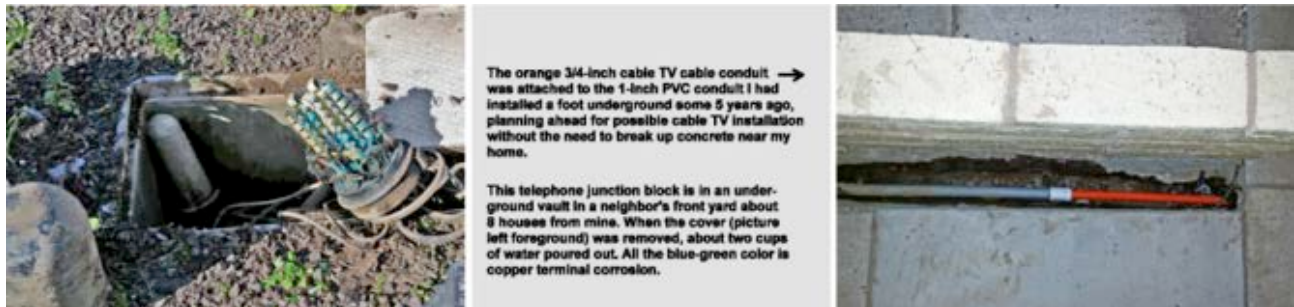 The orange 3/4-inch cable TV cable conduit →
was attached to the 1-inch PVC conduit I had
installed a foot underground some 5 years ago,
planning ahead for possible cable TV installation
without the need to break up concrete near my
home.
This telephone junction block is in an under-
ground vault in a neighbor's front yard about
8 houses from mine. When the cover (picture
left foreground) was removed, about two cups
of water poured out. All the blue-green color is
copper terminal corrosion.